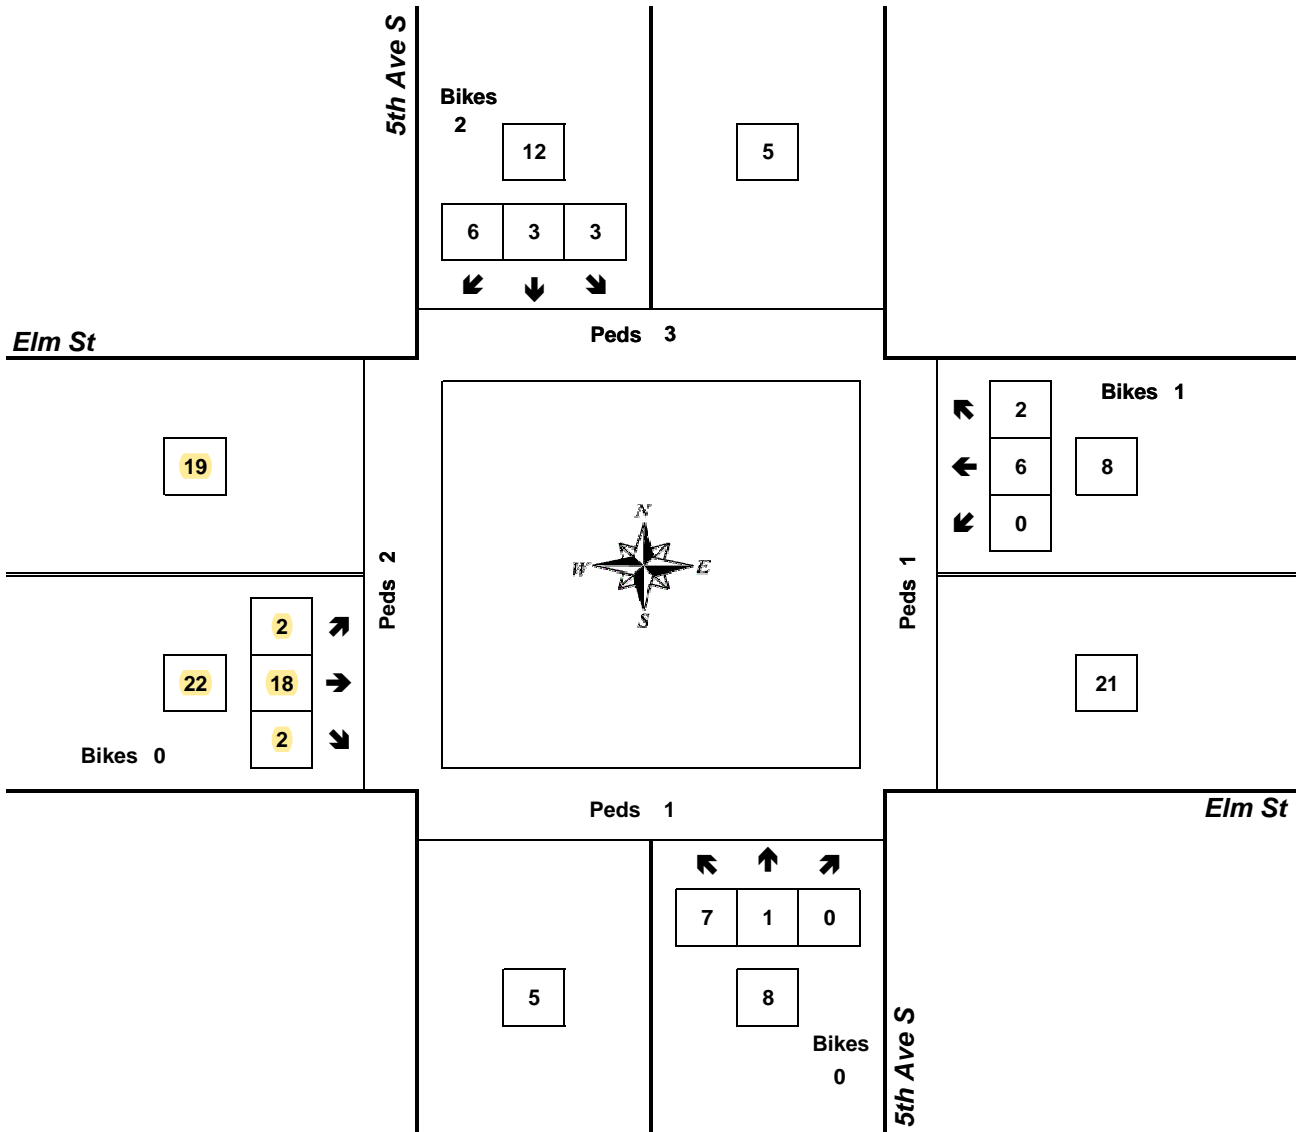 5th Ave S
Bikes
2
12
5
6 3 3
Peds 3
Elm St
Bikes 1
2
6 8
0
19
N
W E
S
Peds 2
Peds 1
2
22 18
2
Bikes 0
21
Peds 1
Elm St
7 1 0
5
8
Bikes
0
5th Ave S